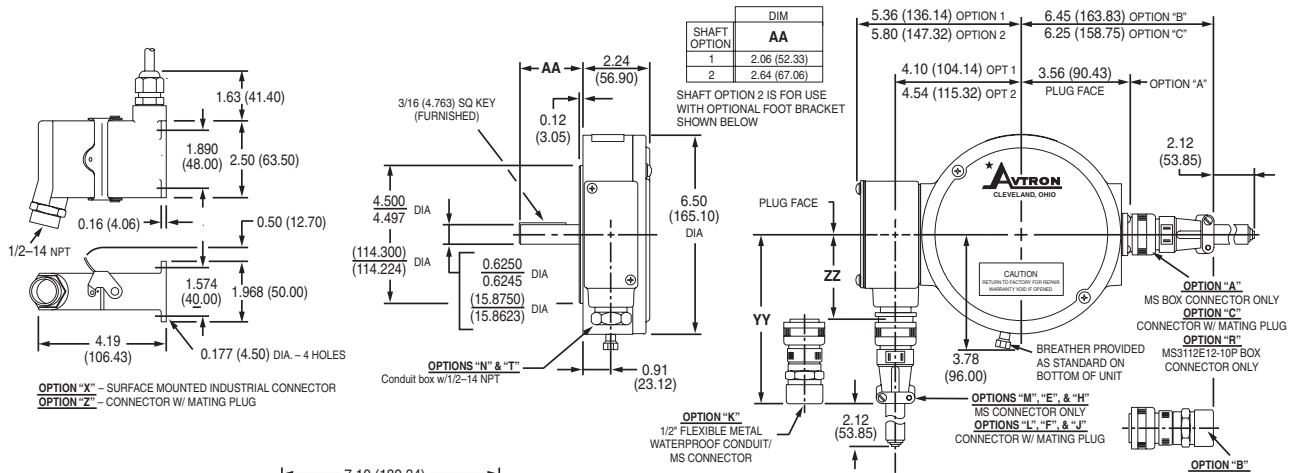 1.63 (41.40)
1.890
(48.00)
2.50 (63.50)
0.16 (4.06)
0.50 (12.70)
1/2–14 NPT
1.574
(40.00)
1.968 (50.00)
4.19
(106.43)
0.177 (4.50) DIA. – 4 HOLES
OPTION “X” – SURFACE MOUNTED INDUSTRIAL CONNECTOR
OPTION “Z” – CONNECTOR W/ MATING PLUG
AA
2.24
(56.90)
3/16 (4.763) SQ KEY
(FURNISHED)
0.12
(3.05)
4.500
4.497
DIA
(114.300)
(114.224)
DIA
0.6250
0.6245
DIA
(15.8750)
(15.8623)
DIA
6.50
(165.10)
DIA
OPTIONS “N” & “T”
Conduit box w/1/2–14 NPT
0.91
(23.12)
DIM
SHAFT
OPTION
AA
1
2.06 (52.33)
2
2.64 (67.06)
SHAFT OPTION 2 IS FOR USE
WITH OPTIONAL FOOT BRACKET
SHOWN BELOW
5.36 (136.14) OPTION 1
5.80 (147.32) OPTION 2
6.45 (163.83) OPTION “B”
6.25 (158.75) OPTION “C”
4.10 (104.14) OPT 1
4.54 (115.32) OPT 2
3.56 (90.43)
PLUG FACE
OPTION “A”
2.12
(53.85)
AVTRON
CLEVELAND, OHIO
PLUG FACE
ZZ
YY
CAUTION
RETURN TO FACTORY FOR REPAIR
WARRANTY VOID IF OPENED
OPTION “A”
MS BOX CONNECTOR ONLY
OPTION “C”
CONNECTOR W/ MATING PLUG
OPTION “R”
MS3112E12-10P BOX
CONNECTOR ONLY
3.78
(96.00)
BREATHER PROVIDED
AS STANDARD ON
BOTTOM OF UNIT
OPTION “K”
1/2" FLEXIBLE METAL
WATERPROOF CONDUIT/
MS CONNECTOR
2.12
(53.85)
OPTIONS “M”, “E”, & “H”
MS CONNECTOR ONLY
OPTIONS “L”, “F”, & “J”
CONNECTOR W/ MATING PLUG
OPTION “B”